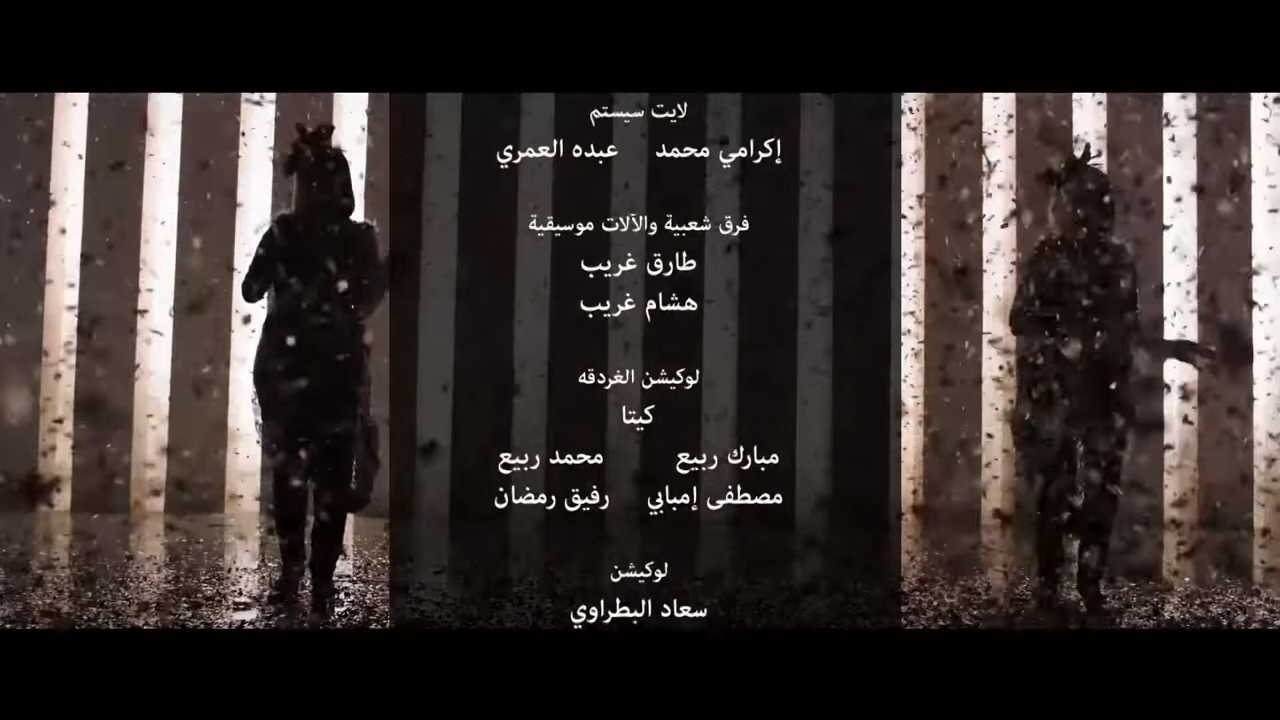 لايت سيستم
إكرامي محمد عبده العمري
فرق شعبية والآلات موسيقية
طارق غريب
هشام غريب
لوكيشن الغردقه
كيتا
مبارك ربيع محمد ربيع
مصطفى إمبابي رفيق رمضان
لوكيشن
سعاد البطراوي